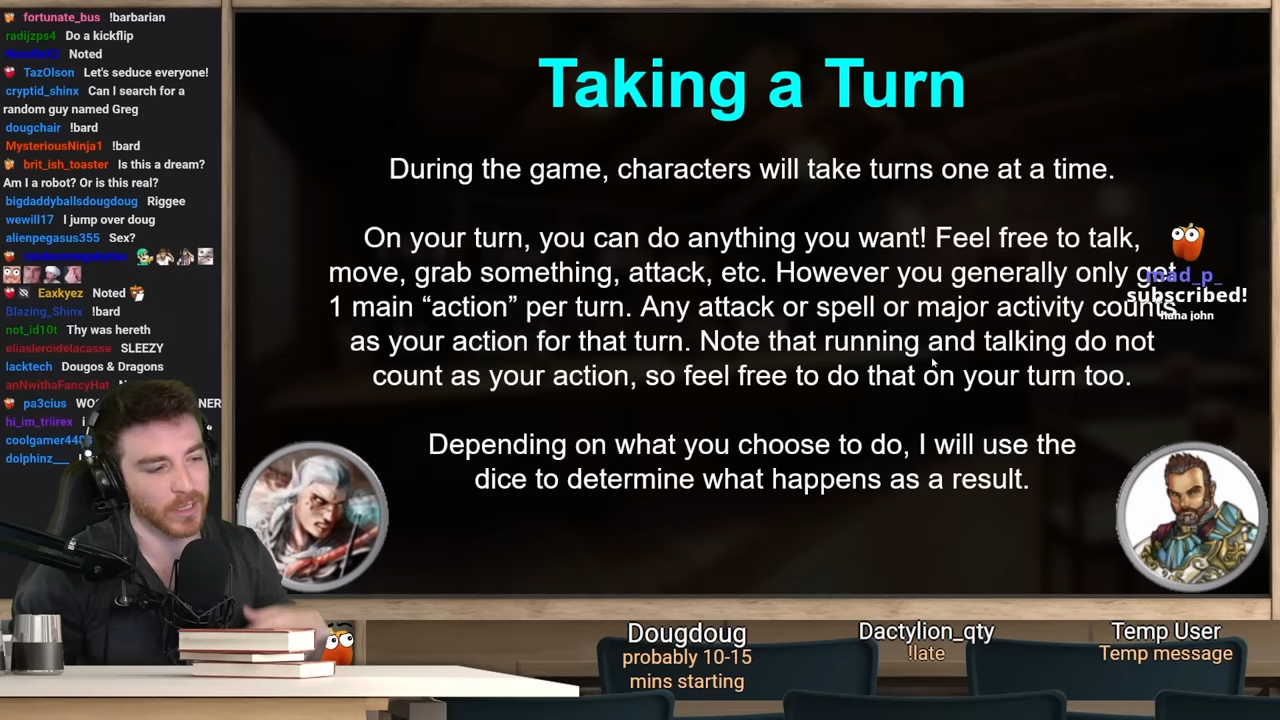 fortunate_bus !barbarian
radijzps4 Do a kickflip
Noted
TazOlson Let's seduce everyone!
cryptid_shinx Can I search for a
random guy named Greg
dougchair !bard
MysteriousNinja1 !bard
brit_ish_toaster Is this a dream?
Am I a robot? Or is this real?
bigdaddyballsdougdoug Riggee
wewill17 I jump over doug
alienpegasus355 Sex?
Eaxkyez Noted
Blazing_Shinx !bard
not_id10t Thy was hereth
eliasleroidelacasse SLEEZY
lacktech Dougos & Dragons
anNwithaFancyHat
pa3cius
hi_im_triirex
dolphinz___
Taking a Turn
During the game, characters will take turns one at a time.
On your turn, you can do anything you want! Feel free to talk,
move, grab something, attack, etc. However you generally only get
1 main “action” per turn. Any attack or spell or major activity counts
as your action for that turn. Note that running and talking do not
count as your action, so feel free to do that on your turn too.
Depending on what you choose to do, I will use the
dice to determine what happens as a result.
mad_p_
subscribed!
haha john
Dougdoug
probably 10-15
mins starting
Dactylion_qty
!late
Temp User
Temp message